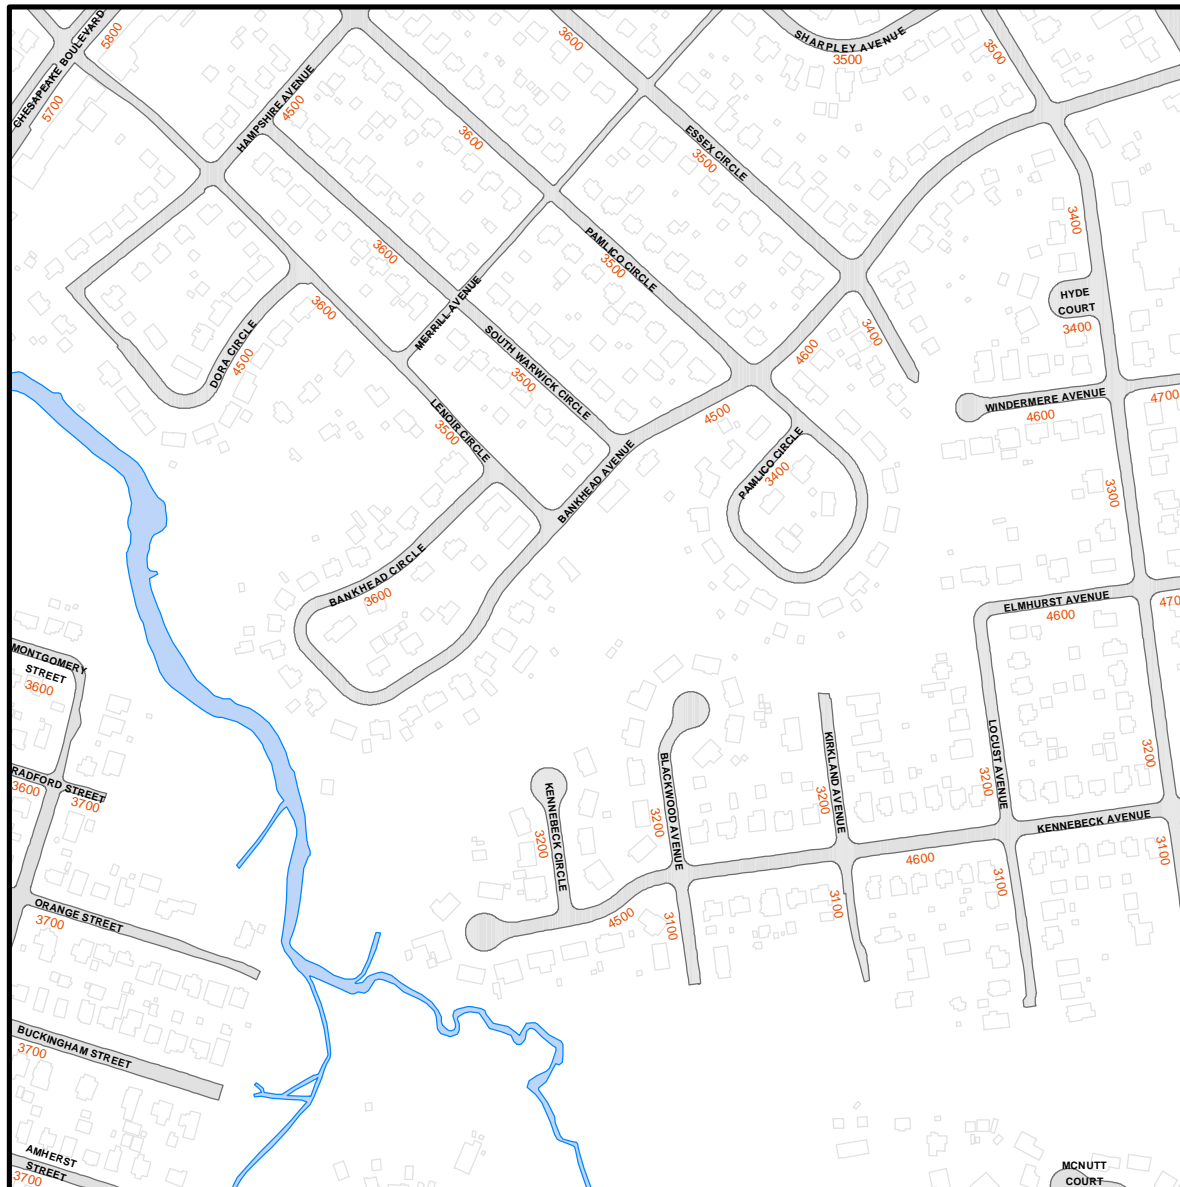 CHESAPEAKE BOULEVARD
5800
5700
HAMPSHIRE AVENUE
4500
3600
3600
SHARPLEY AVENUE
3500
3500
ESSEX CIRCLE
3500
3600
PAMLICO CIRCLE
3500
3400
HYDE
COURT
3400
MERRILL AVENUE
3600
DORA CIRCLE
4500
SOUTH WARWICK CIRCLE
3500
4600
3400
WINDERMERE AVENUE
4600
4700
LENOIR CIRCLE
3500
4500
BANKHEAD AVENUE
PAMLICO CIRCLE
3400
3300
BANKHEAD CIRCLE
3600
ELMHURST AVENUE
4600
470
MONTGOMERY
STREET
3600
RADFORD STREET
3600
3700
KENNEBECK CIRCLE
3200
BLACKWOOD AVENUE
3200
KIRKLAND AVENUE
3200
LOCUST AVENUE
3200
3200
KENNEBECK AVENUE
4600
4500
3100
3100
3100
3100
ORANGE STREET
3700
BUCKINGHAM STREET
3700
AMHERST
STREET
3700
MCNUTT
COURT